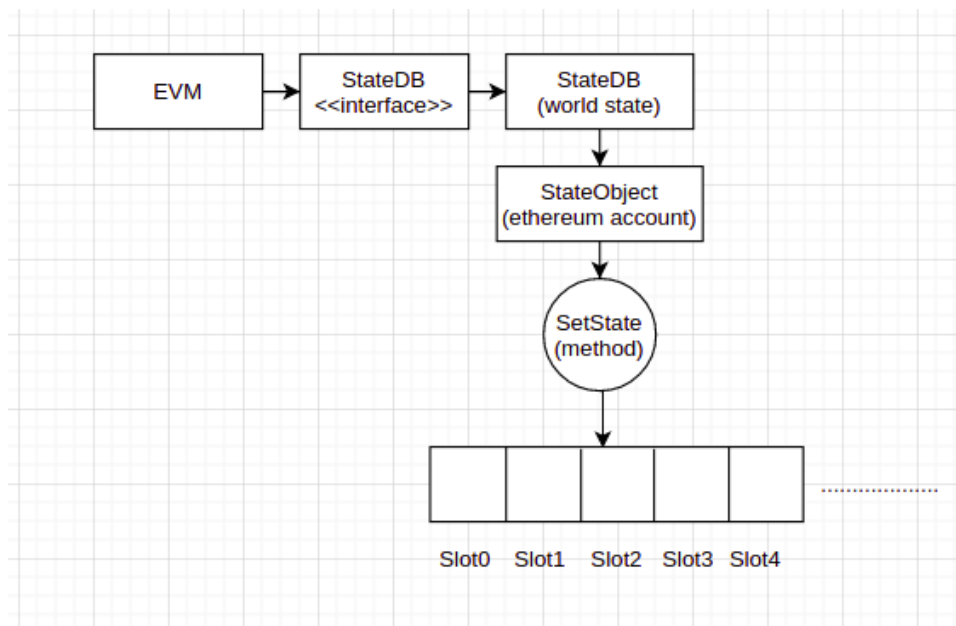 EVM
StateDB
<<interface>>
StateDB
(world state)
StateObject
(ethereum account)
SetState
(method)
Slot0
Slot1
Slot2
Slot3
Slot4